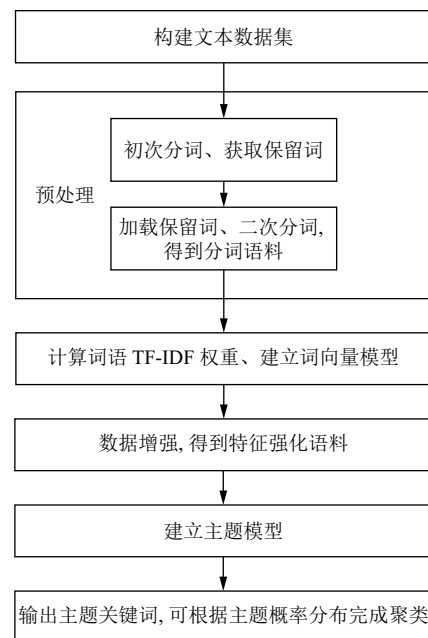 构建文本数据集
初次分词、获取保留词
预处理
加载保留词、二次分词,
得到分词语料
计算词语 TF-IDF 权重、建立词向量模型
数据增强, 得到特征强化语料
建立主题模型
输出主题关键词, 可根据主题概率分布完成聚类